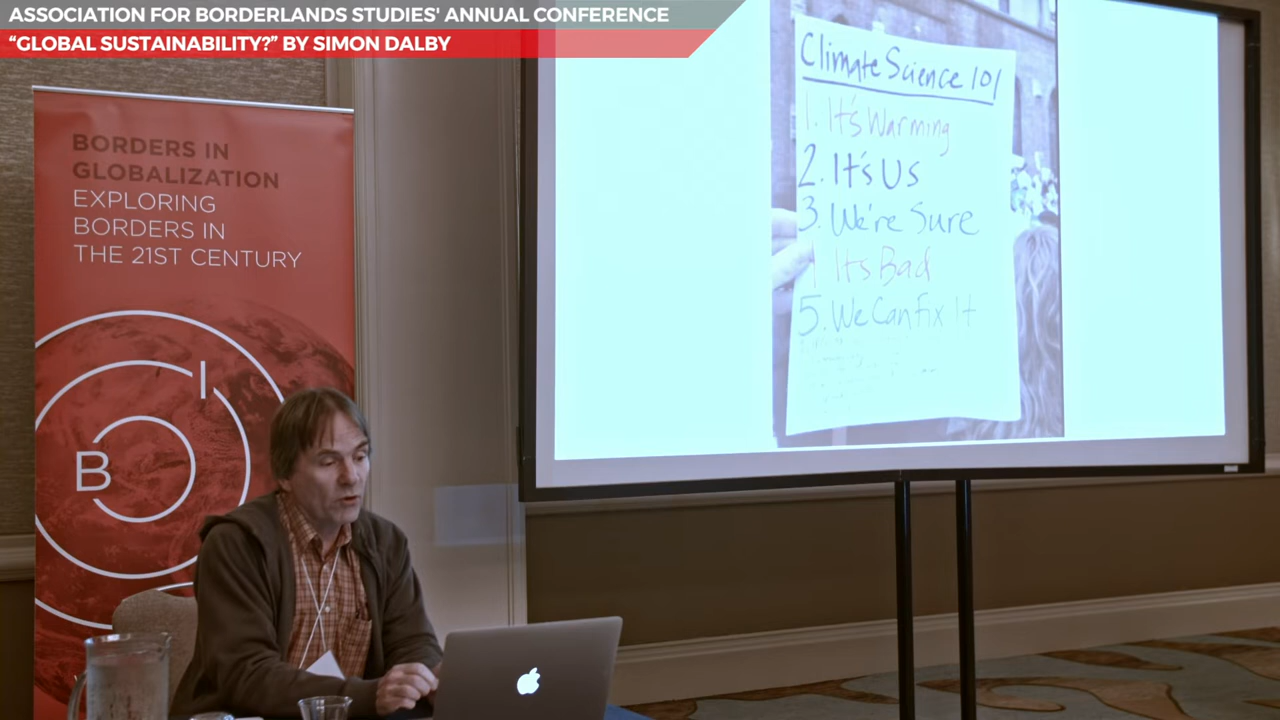 ASSOCIATION FOR BORDERLANDS STUDIES' ANNUAL CONFERENCE
“GLOBAL SUSTAINABILITY?” BY SIMON DALBY
BORDERS IN
GLOBALIZATION
EXPLORING
BORDERS IN
THE 21ST CENTURY
B I
Climate Science 101
1. It's Warming
2. It's Us
3. We're Sure
4 It's Bad
5. We Can fix It